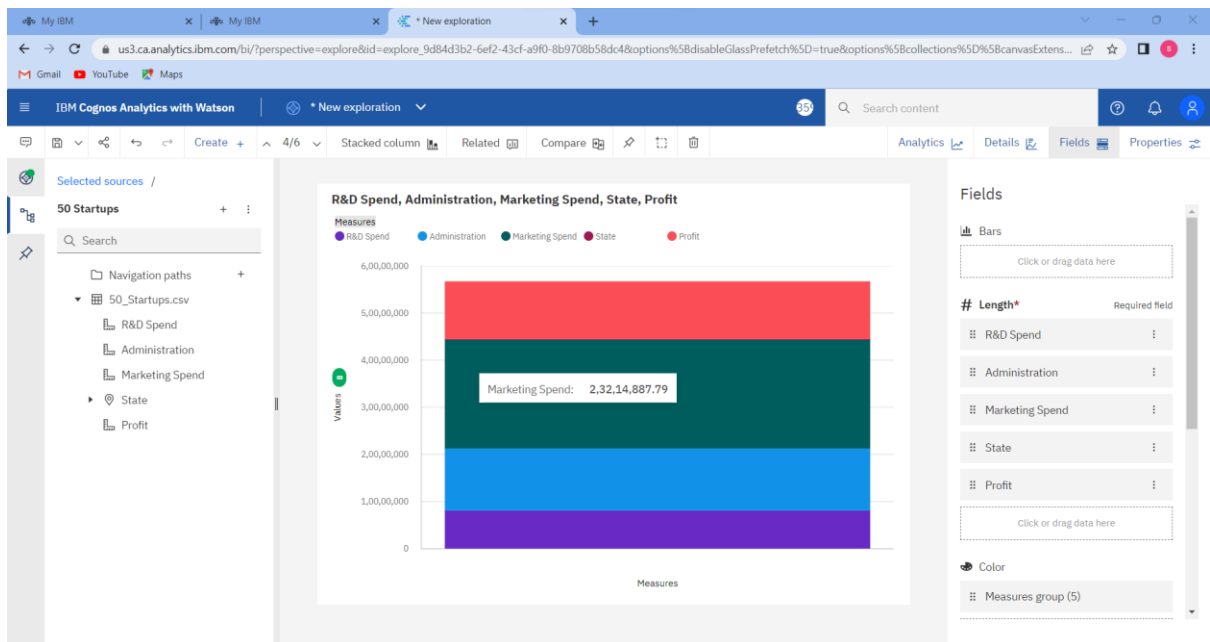 My IBM
My IBM
* New exploration
us3.ca.analytics.ibm.com/bi/?perspective=explore&id=explore_9d84d3b2-6ef2-43cf-a9f0-8b9708b58dc4&options%5BdisableGlassPrefetch%5D=true&options%5Bcollections%5D%5BcanvasExtens...
S
Gmail YouTube Maps
IBM Cognos Analytics with Watson
* New exploration
Search content
Create + 4/6 Stacked column Related Compare
Analytics Details Fields Properties
Selected sources /
50 Startups
Search
Navigation paths
50_Startups.csv
R&D Spend
Administration
Marketing Spend
State
Profit
R&D Spend, Administration, Marketing Spend, State, Profit
Measures
R&D Spend Administration Marketing Spend State Profit
6,00,00,000
5,00,00,000
4,00,00,000
3,00,00,000
2,00,00,000
1,00,00,000
0
Values
Marketing Spend: 2,32,14,887.79
Measures
Fields
Bars
Click or drag data here
# Length* Required field
R&D Spend
Administration
Marketing Spend
State
Profit
Click or drag data here
Color
Measures group (5)